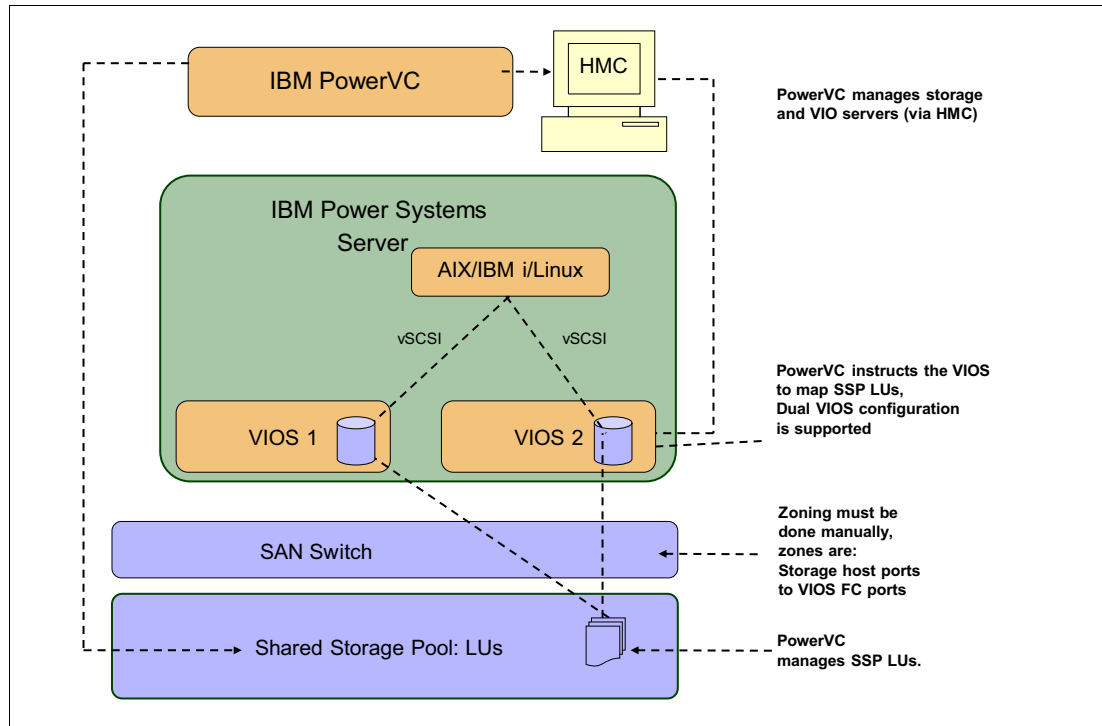 IBM PowerVC
HMC
PowerVC manages storage
and VIO servers (via HMC)
IBM Power Systems
Server
AIX/IBM i/Linux
vSCSI
vSCSI
PowerVC instructs the VIOS
to map SSP LUs,
Dual VIOS configuration
is supported
VIOS 1
VIOS 2
Zoning must be
done manually,
zones are:
Storage host ports
to VIOS FC ports
SAN Switch
Shared Storage Pool: LUs
PowerVC
manages SSP LUs.